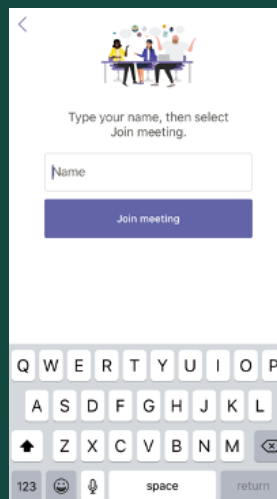 Type your name, then select
Join meeting.
Name
Join meeting
Q W E R T Y U I O P
A S D F G H J K L
Z X C V B N M
123 space return